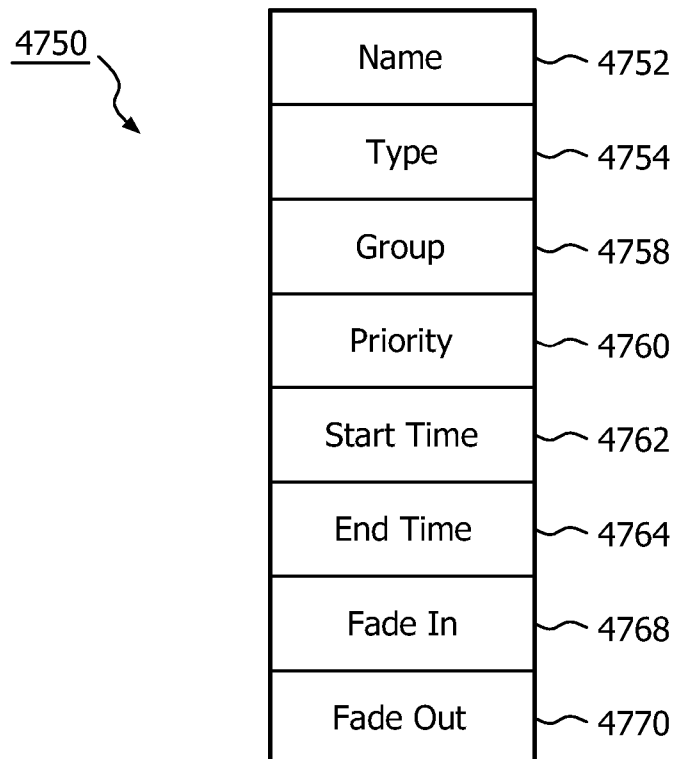 4750
Name 4752
Type 4754
Group 4758
Priority 4760
Start Time 4762
End Time 4764
Fade In 4768
Fade Out 4770